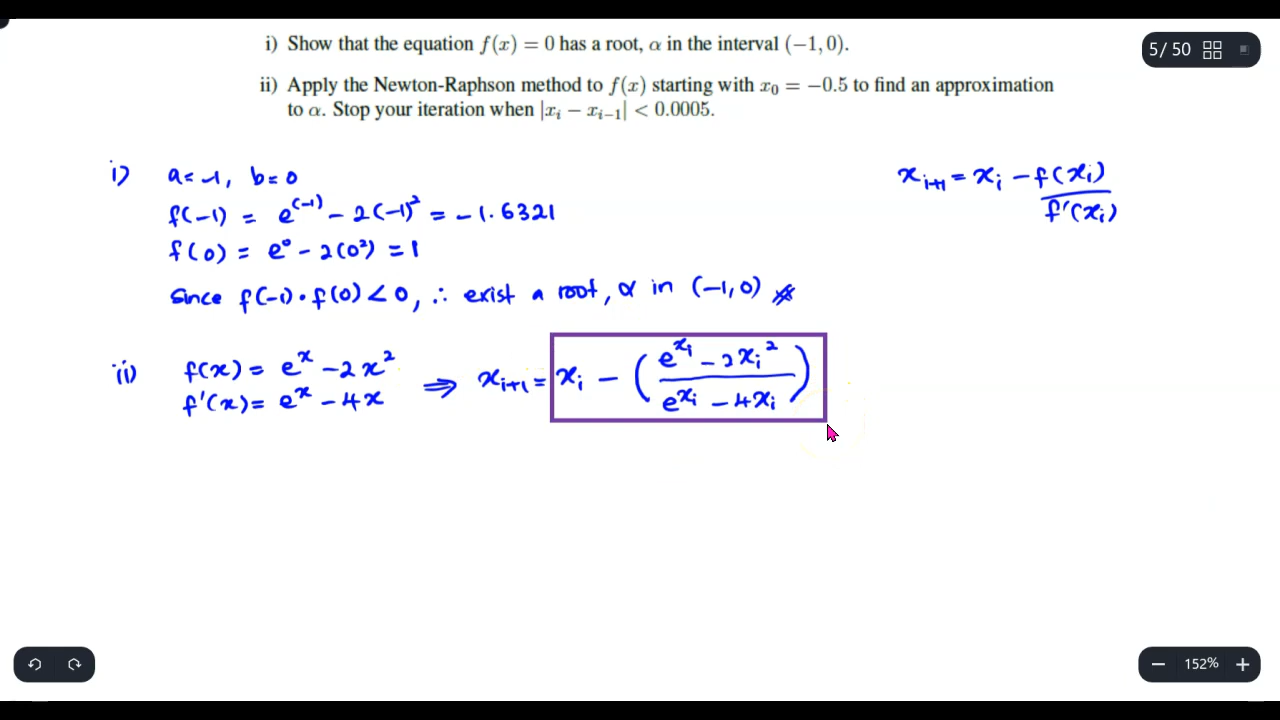 i) Show that the equation f(x) = 0 has a root, α in the interval (−1, 0).
5/ 50
ii) Apply the Newton-Raphson method to f(x) starting with x₀ = −0.5 to find an approximation
to α. Stop your iteration when |xᵢ − xᵢ₋₁| < 0.0005.
i) a = -1, b = 0
xᵢ₊₁ = xᵢ − f(xᵢ) / f'(xᵢ)
f(-1) = e^(-1) − 2(-1)² = −1.6321
f(0) = e⁰ − 2(0²) = 1
Since f(-1)·f(0) < 0, ∴ exist a root, α in (-1, 0)
ii) f(x) = eˣ − 2x²
f'(x) = eˣ − 4x
⇒ xᵢ₊₁ = xᵢ − ( (e^xᵢ − 2xᵢ²) / (e^xᵢ − 4xᵢ) )
152%